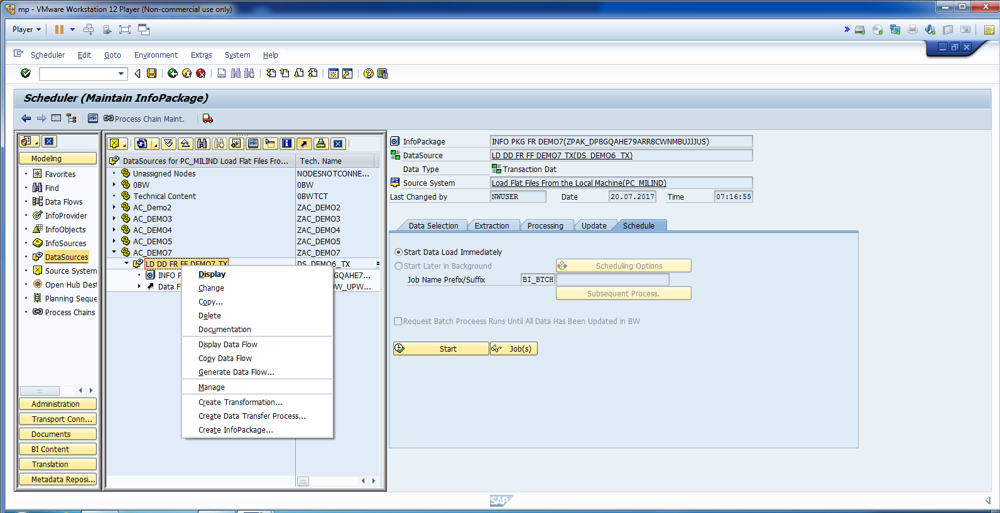 mp - VMware Workstation 12 Player (Non-commercial use only)
Player
Scheduler Edit Goto Environment Extras System Help
Scheduler (Maintain InfoPackage)
Process Chain Maint.
Modeling
Favorites
Find
Data Flows
InfoProvider
InfoObjects
InfoSources
DataSources
Source System
Open Hub Dest
Planning Seque
Process Chains
Administration
Transport Conn...
Documents
BI Content
Translation
Metadata Reposi...
DataSources for PC_MILIND Load Flat Files Fro... Tech. Name
Unassigned Nodes NODESNOTCONNE...
0BW 0BW
Technical Content 0BWTCT
AC_Demo2 ZAC_DEMO2
AC_DEMO3 ZAC_DEMO3
AC_DEMO4 ZAC_DEMO4
AC_DEMO5 ZAC_DEMO5
AC_DEMO7 ZAC_DEMO7
LD DD FR FF DEMO7 TX DS_DEMO6_TX
INFO P GQAHE7...
Data F OW_UPW...
Display
Change
Copy...
Delete
Documentation
Display Data Flow
Copy Data Flow
Generate Data Flow...
Manage
Create Transformation...
Create Data Transfer Process...
Create InfoPackage...
InfoPackage INFO PKG FR DEMO7(ZPAK_DP8GQAHE79ARR8CWNMBUJJJUS)
DataSource LD DD FR FF DEMO7 TX(DS_DEMO6_TX)
Data Type Transaction Dat
Source System Load Flat Files From the Local Machine(PC_MILIND)
Last Changed by NWUSER Date 20.07.2017 Time 07:16:55
Data Selection Extraction Processing Update Schedule
Start Data Load Immediately
Start Later in Background Scheduling Options
Job Name Prefix/Suffix BI_BTCH
Subsequent Process.
Request Batch Proceess Runs Until All Data Has Been Updated in BW
Start Job(s)
SAP